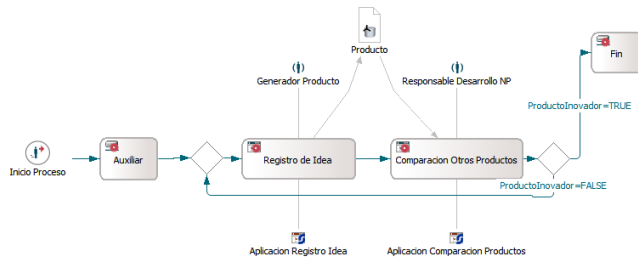 Producto
Fin
Generador Producto
Responsable Desarrollo NP
ProductoInovador=TRUE
Inicio Proceso
Auxiliar
Registro de Idea
Comparacion Otros Productos
ProductoInovador=FALSE
Aplicacion Registro Idea
Aplicacion Comparacion Productos